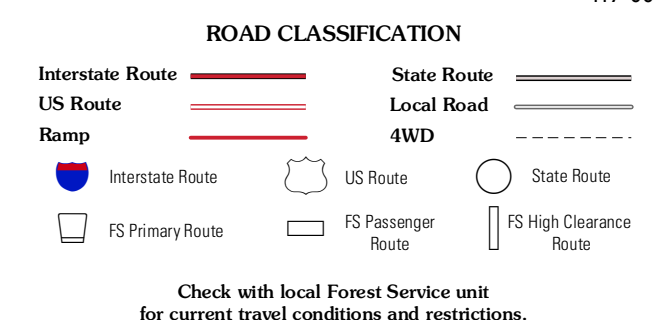 ROAD CLASSIFICATION
Interstate Route
State Route
US Route
Local Road
Ramp
4WD
Interstate Route
US Route
State Route
FS Primary Route
FS Passenger
Route
FS High Clearance
Route
Check with local Forest Service unit
for current travel conditions and restrictions.